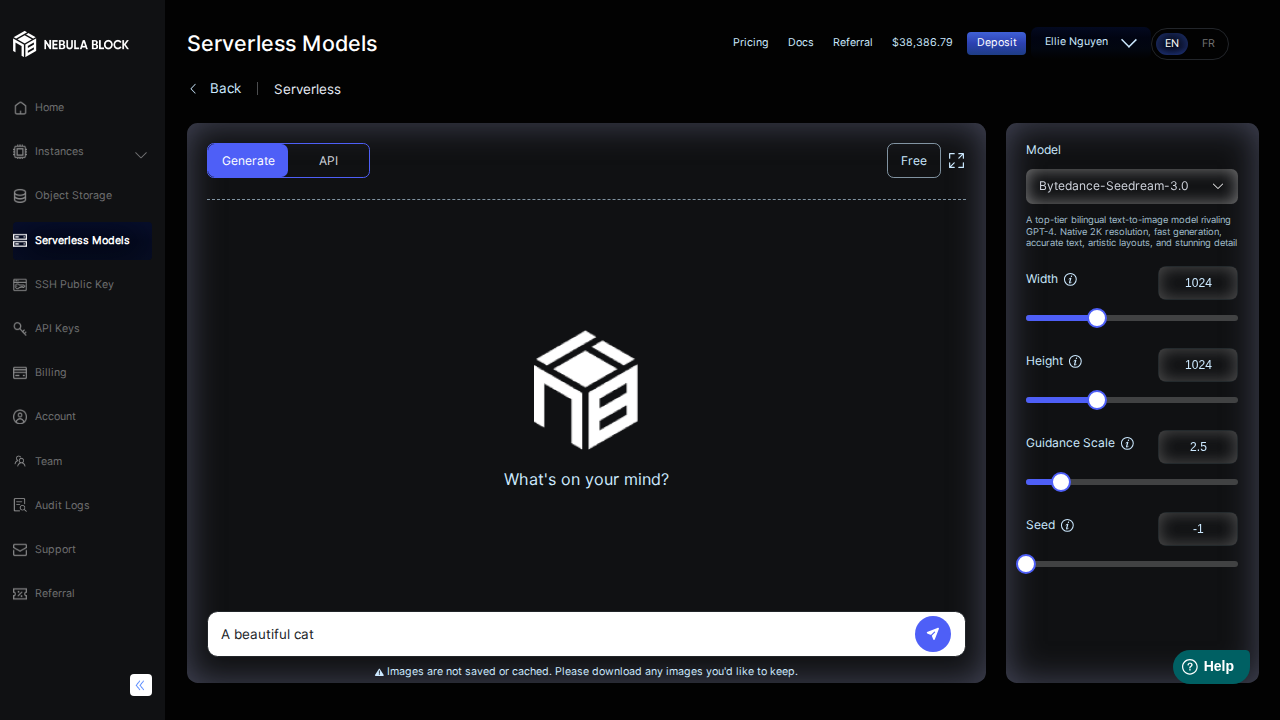 NEBULA BLOCK
Serverless Models
Pricing
Docs
Referral
$38,386.79
Deposit
Ellie Nguyen
EN
FR
Back
Serverless
Home
Instances
Object Storage
Serverless Models
SSH Public Key
API Keys
Billing
Account
Team
Audit Logs
Support
Referral
Generate
API
Free
What's on your mind?
A beautiful cat
Images are not saved or cached. Please download any images you'd like to keep.
Model
Bytedance-Seedream-3.0
A top-tier bilingual text-to-image model rivaling
GPT-4. Native 2K resolution, fast generation,
accurate text, artistic layouts, and stunning detail
Width
1024
Height
1024
Guidance Scale
2.5
Seed
-1
Help